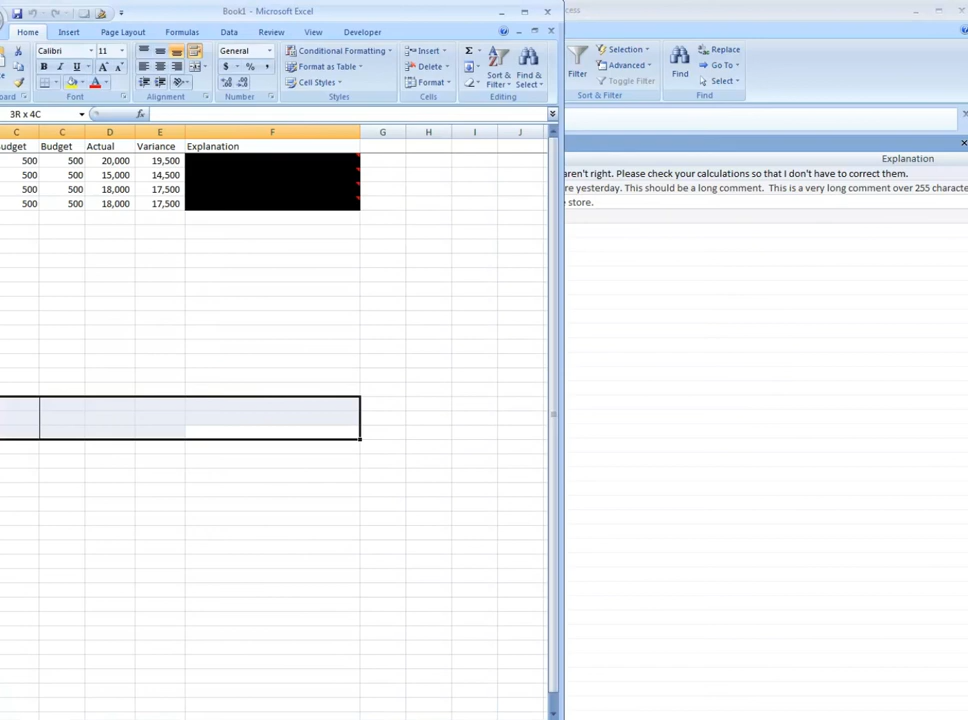 Book1 - Microsoft Excel
Home Insert Page Layout Formulas Data Review View Developer
Calibri 11 General Conditional Formatting Insert Σ Selection Replace
B I U A A $ % , Format as Table Delete Sort & Find & Filter Advanced Find Go To
A Cell Styles Format Filter Select Toggle Filter Select
Font Alignment Number Styles Cells Editing Sort & Filter Find
3R x 4C fx
C C D E F G H I J
Budget Actual Variance Explanation Explanation
500 500 20,000 19,500
500 500 15,000 14,500
500 500 18,000 17,500
500 500 18,000 17,500
aren't right. Please check your calculations so that I don't have to correct them.
re yesterday. This should be a long comment. This is a very long comment over 255 characte
store.